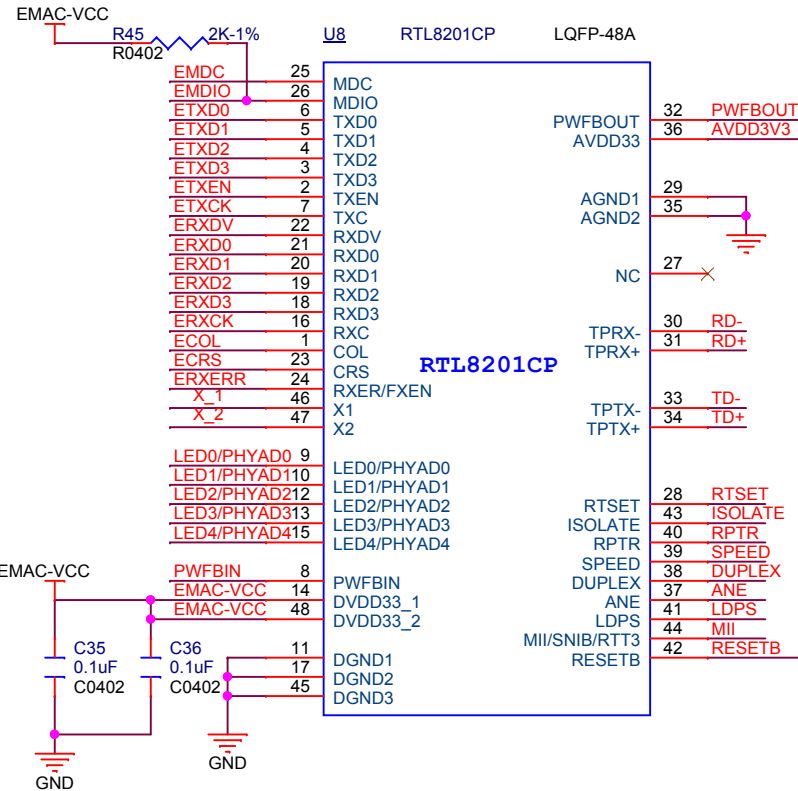 EMAC-VCC
R45 2K-1%
R0402
U8 RTL8201CP LQFP-48A
EMDC 25 MDC
EMDIO 26 MDIO
ETXD0 6 TXD0
ETXD1 5 TXD1
ETXD2 4 TXD2
ETXD3 3 TXD3
ETXEN 2 TXEN
ETXCK 7 TXC
ERXDV 22 RXDV
ERXD0 21 RXD0
ERXD1 20 RXD1
ERXD2 19 RXD2
ERXD3 18 RXD3
ERXCK 16 RXC
ECOL 1 COL
ECRS 23 CRS
ERXERR 24 RXER/FXEN
X_1 46 X1
X_2 47 X2
LED0/PHYAD0 9 LED0/PHYAD0
LED1/PHYAD1 10 LED1/PHYAD1
LED2/PHYAD2 12 LED2/PHYAD2
LED3/PHYAD3 13 LED3/PHYAD3
LED4/PHYAD4 15 LED4/PHYAD4
EMAC-VCC
PWFBIN 8 PWFBIN
EMAC-VCC 14 DVDD33_1
EMAC-VCC 48 DVDD33_2
11 DGND1
17 DGND2
45 DGND3
C35
0.1uF
C0402
C36
0.1uF
C0402
GND
GND
RTL8201CP
PWFBOUT 32 PWFBOUT
AVDD33 36 AVDD3V3
AGND1 29
AGND2 35
NC 27
TPRX- 30 RD-
TPRX+ 31 RD+
TPTX- 33 TD-
TPTX+ 34 TD+
RTSET 28 RTSET
ISOLATE 43 ISOLATE
RPTR 40 RPTR
SPEED 39 SPEED
DUPLEX 38 DUPLEX
ANE 37 ANE
LDPS 41 LDPS
MII/SNIB/RTT3 44 MII
RESETB 42 RESETB